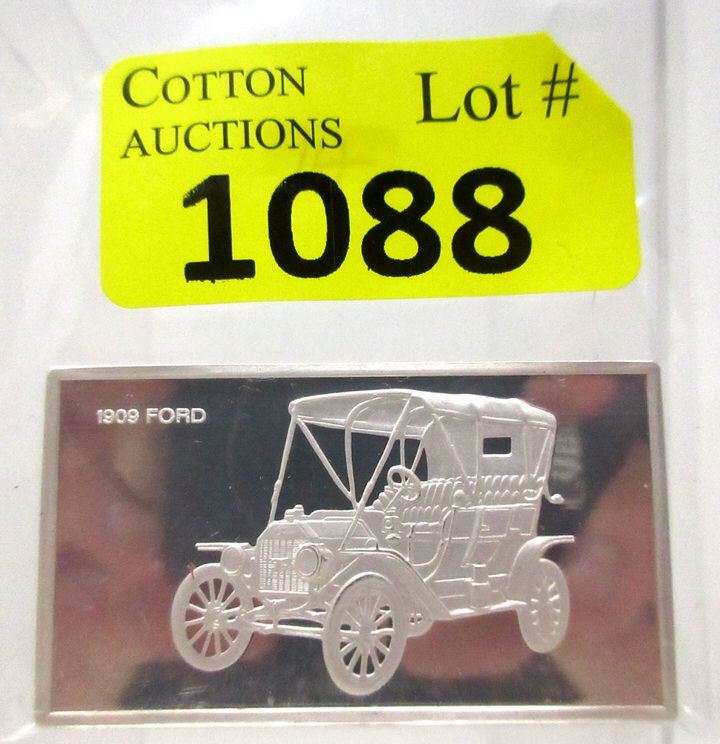 COTTON
AUCTIONS
Lot #
1088
1909 FORD